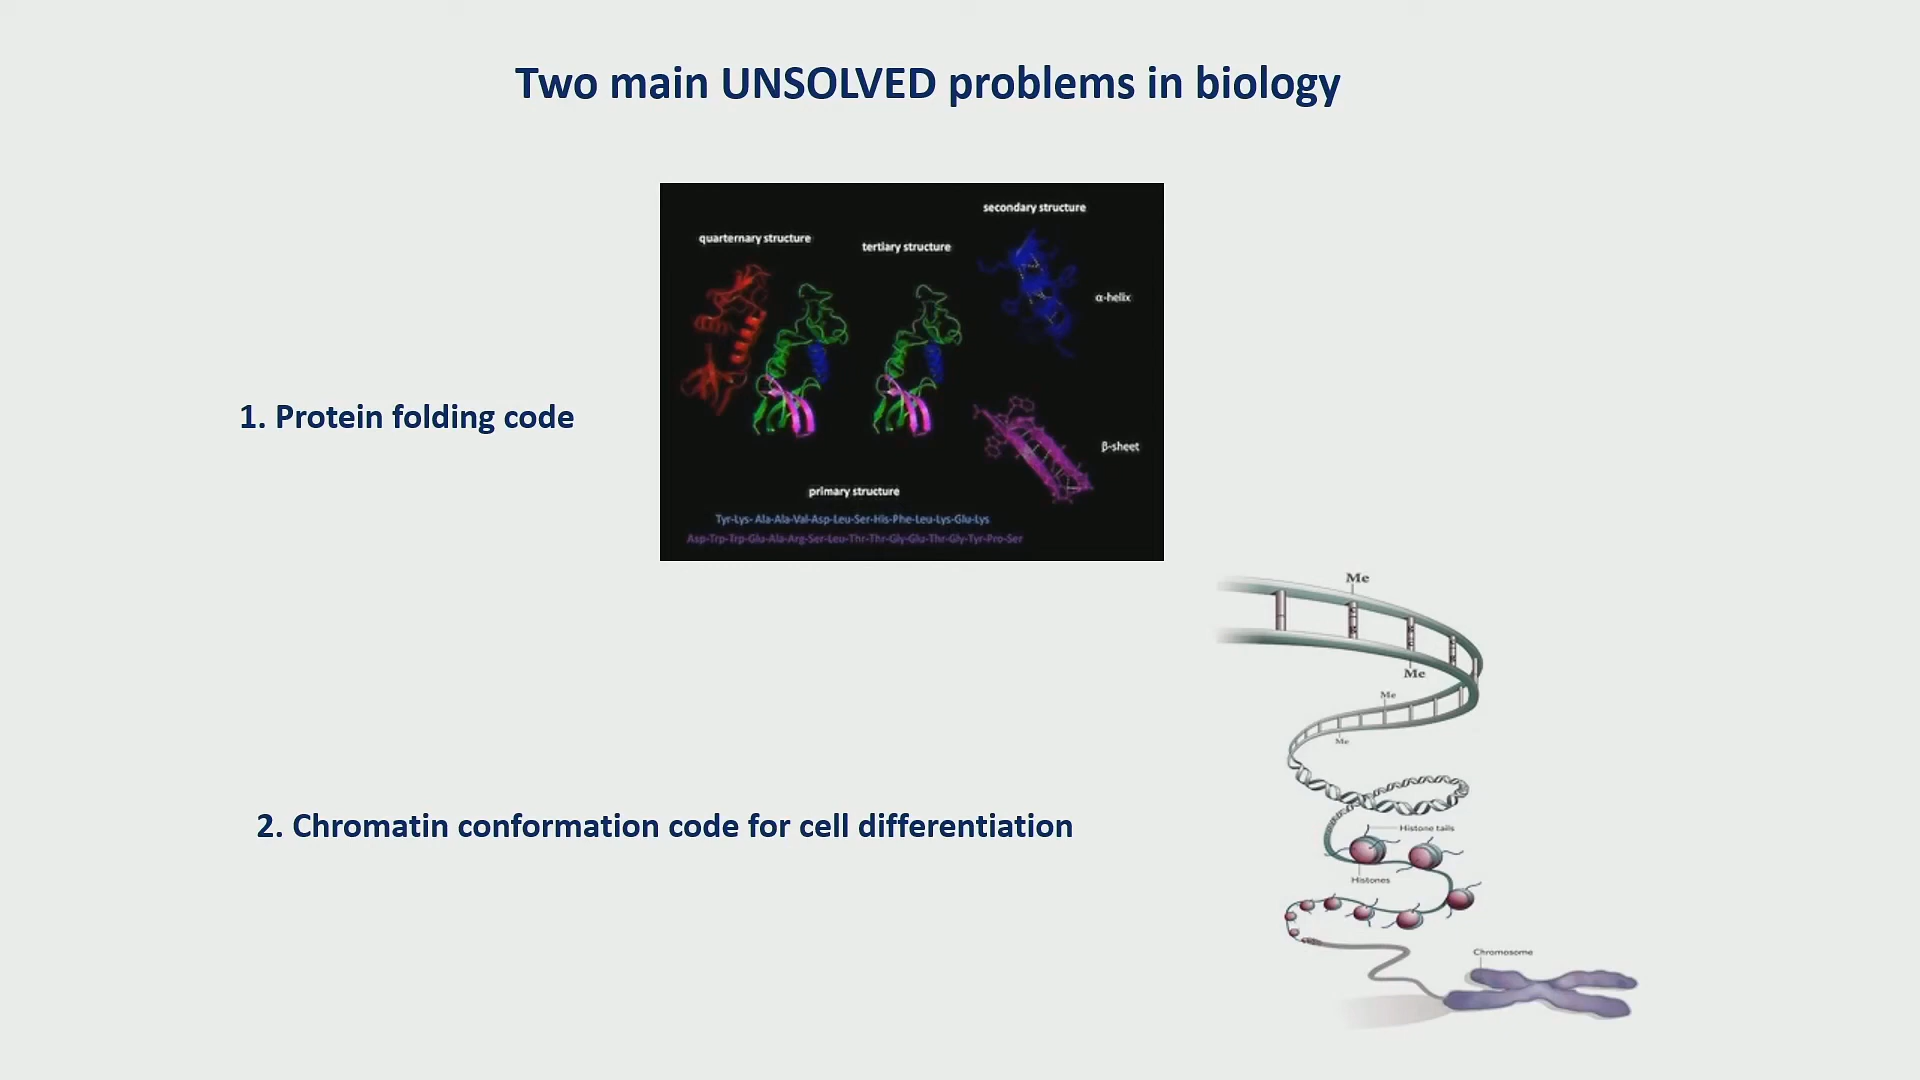 Two main UNSOLVED problems in biology
secondary structure
quarternary structure
tertiary structure
α-helix
1. Protein folding code
β-sheet
primary structure
Tyr-Lys- Ala-Ala-Val-Asp-Leu-Ser-His-Phe-Leu-Lys-Glu-Lys
Asp-Trp-Trp-Glu-Ala-Arg-Ser-Leu-Thr-Thr-Gly-Glu-Thr-Gly-Tyr-Pro-Ser
Me
Me
Me
Me
2. Chromatin conformation code for cell differentiation
Histone tails
Histones
Chromosome